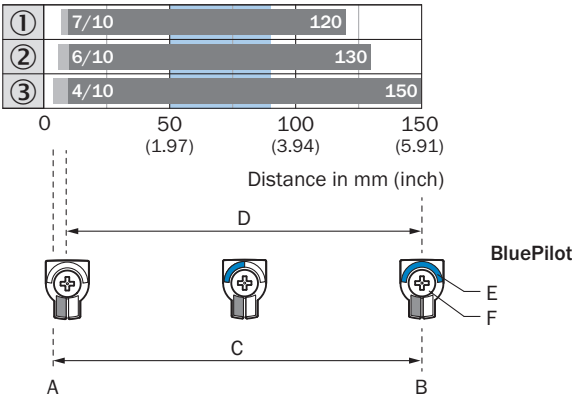 ① 7/10 120
② 6/10 130
③ 4/10 150
0 50 100 150
(1.97) (3.94) (5.91)
Distance in mm (inch)
D
BluePilot
E
F
C
A B